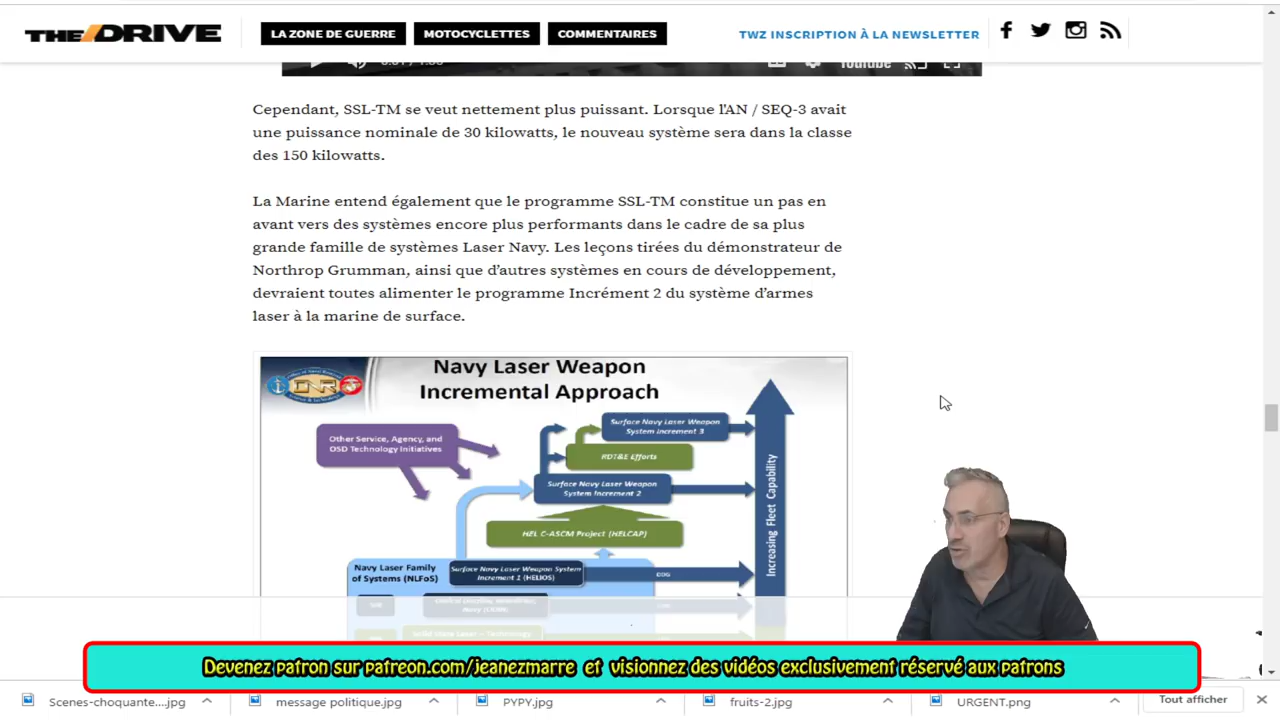 THE/DRIVE
LA ZONE DE GUERRE
MOTOCYCLETTES
COMMENTAIRES
TWZ INSCRIPTION À LA NEWSLETTER
YouTube
Cependant, SSL-TM se veut nettement plus puissant. Lorsque l'AN / SEQ-3 avait
une puissance nominale de 30 kilowatts, le nouveau système sera dans la classe
des 150 kilowatts.
La Marine entend également que le programme SSL-TM constitue un pas en
avant vers des systèmes encore plus performants dans le cadre de sa plus
grande famille de systèmes Laser Navy. Les leçons tirées du démonstrateur de
Northrop Grumman, ainsi que d'autres systèmes en cours de développement,
devraient toutes alimenter le programme Incrément 2 du système d'armes
laser à la marine de surface.
Navy Laser Weapon
Incremental Approach
Other Service, Agency, and
OSD Technology Initiatives
Surface Navy Laser Weapon
System Increment 3
RDT&E Efforts
Surface Navy Laser Weapon
System Increment 2
HEL C-ASCM Project (HELCAP)
Navy Laser Family
of Systems (NLFoS)
Surface Navy Laser Weapon System
Increment 1 (HELIOS)
Increasing Fleet Capability
Devenez patron sur patreon.com/jeanezmarre et visionnez des vidéos exclusivement réservé aux patrons
Scenes-choquante....jpg
message politique.jpg
PYPY.jpg
fruits-2.jpg
URGENT.png
Tout afficher